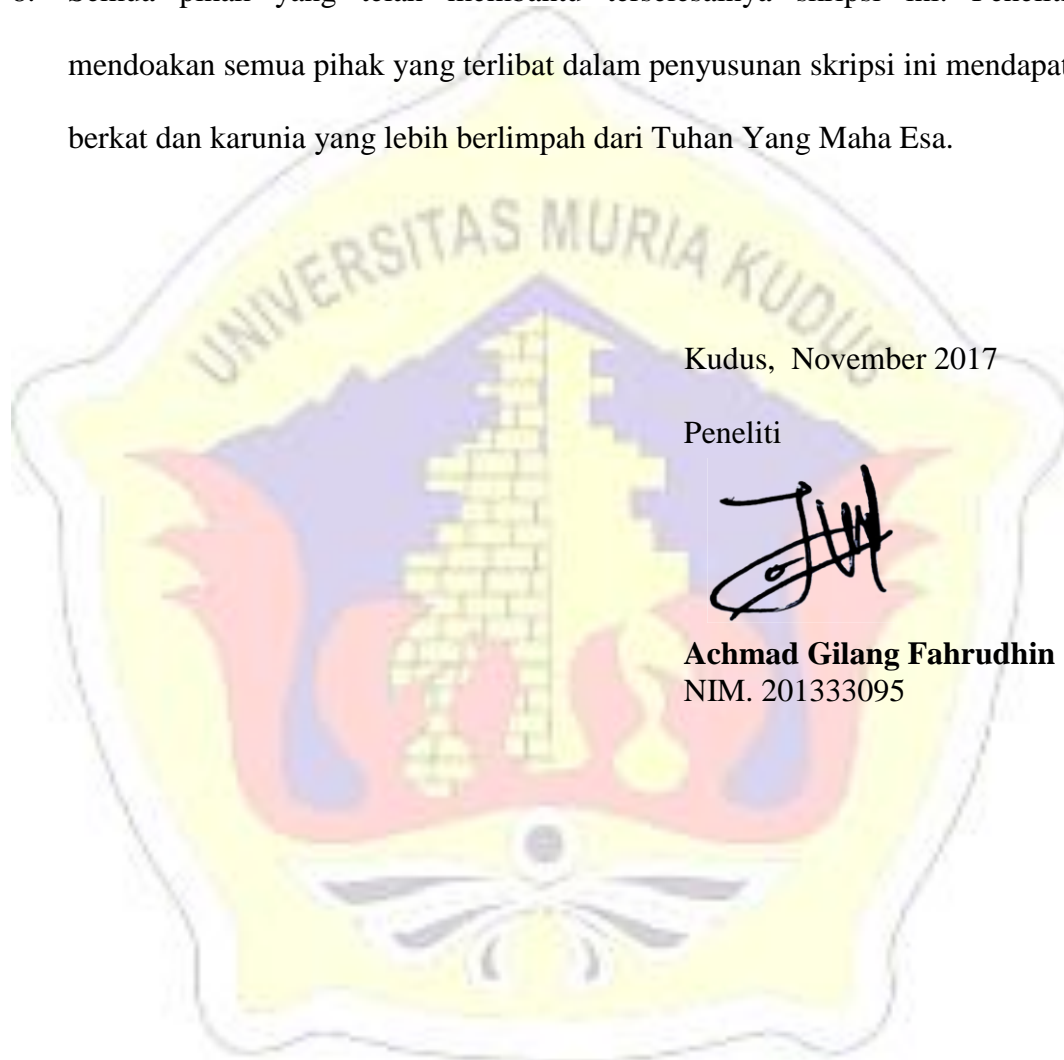 mendoakan semua pihak yang terlibat dalam penyusunan skripsi ini mendapat
berkat dan karunia yang lebih berlimpah dari Tuhan Yang Maha Esa.
UNIVERSITAS MURIA KUDUS
Kudus, November 2017
Peneliti
Achmad Gilang Fahrudhin
NIM. 201333095